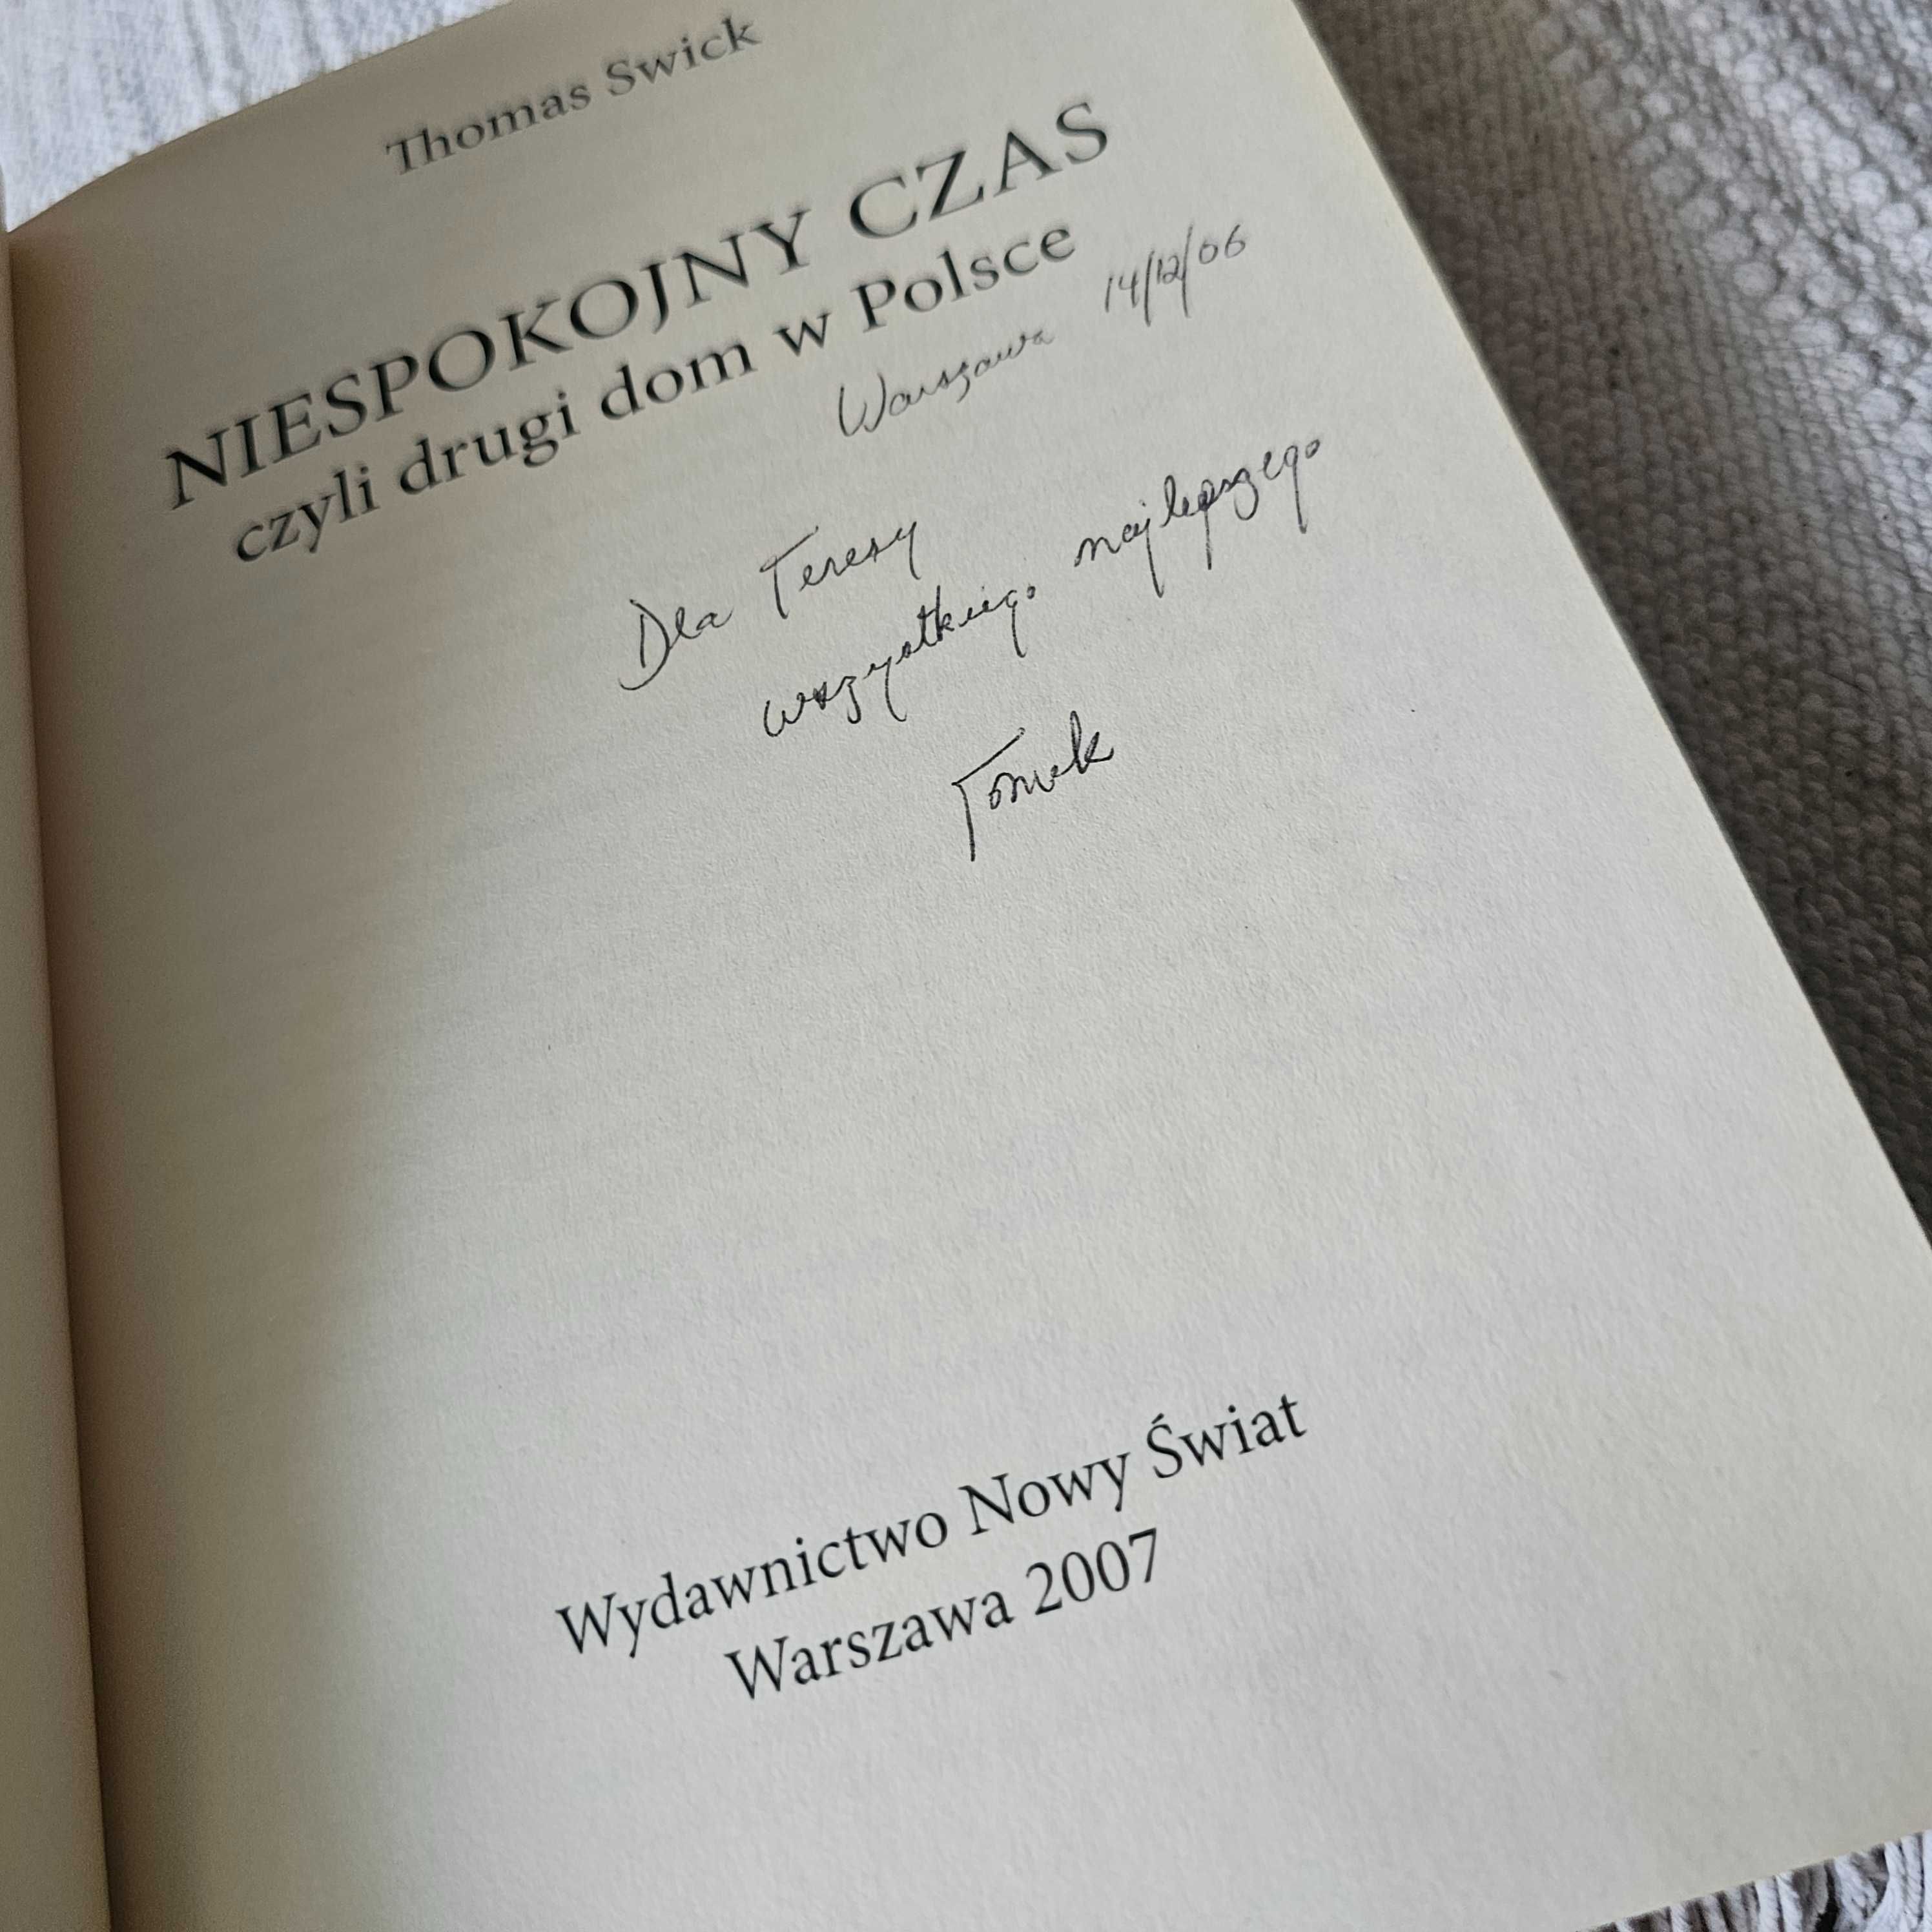 Thomas Swick
NIESPOKOJNY CZAS
czyli drugi dom w Polsce
Warszawa 14/12/06
Dla Teresy
wszystkiego najlepszego
Tomek
Wydawnictwo Nowy Świat
Warszawa 2007